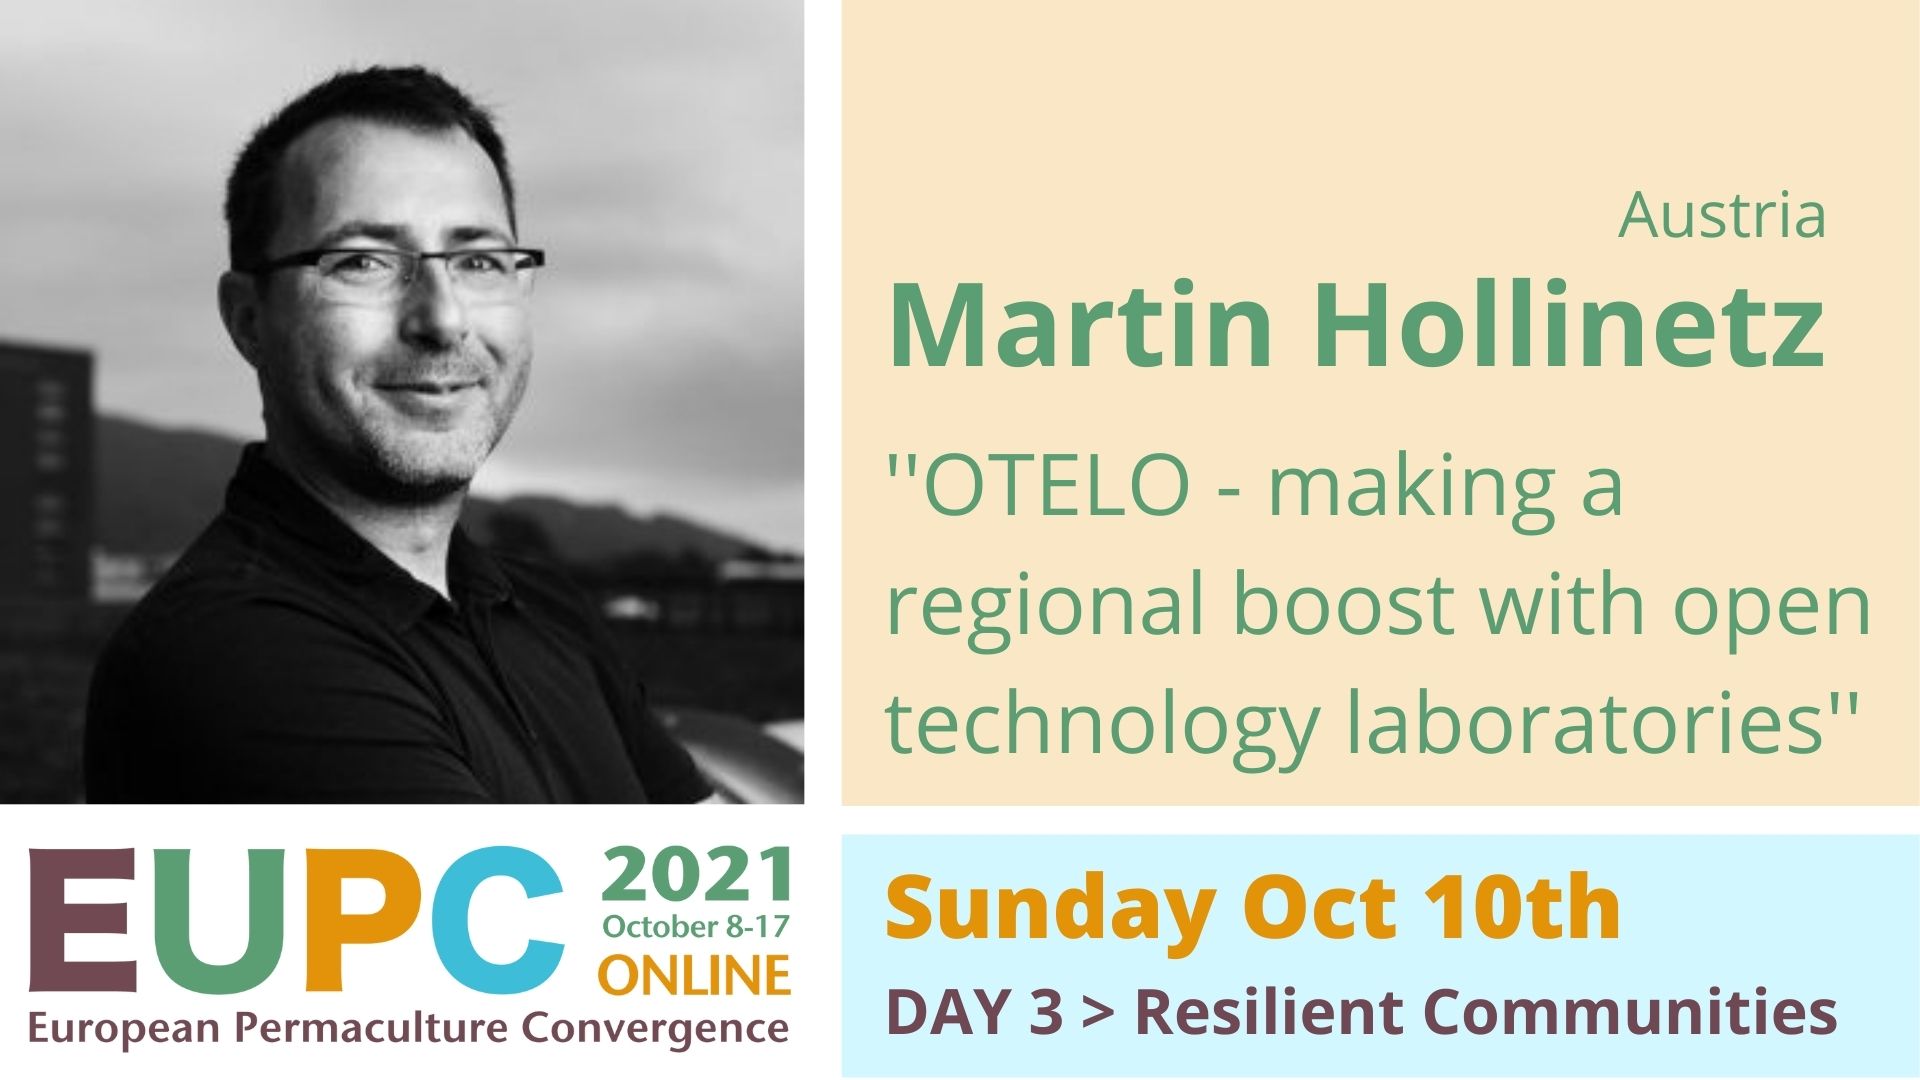 Austria
Martin Hollinetz
"OTELO - making a
regional boost with open
technology laboratories"
EUPC
2021
October 8-17
ONLINE
European Permaculture Convergence
Sunday Oct 10th
DAY 3 > Resilient Communities